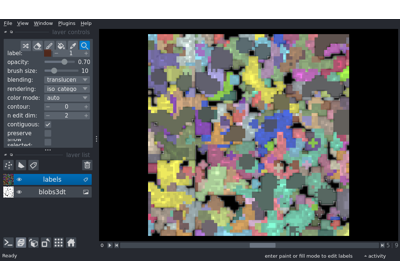 File View Window Plugins Help
layer controls
label: 1
opacity: 0.70
brush size: 10
blending: translucen
rendering: iso_catego
color mode: auto
contour: 0
n edit dim: 2
contiguous:
preserve
selected:
layer list
labels
blobs3dt
Ready
enter paint or fill mode to edit labels
activity